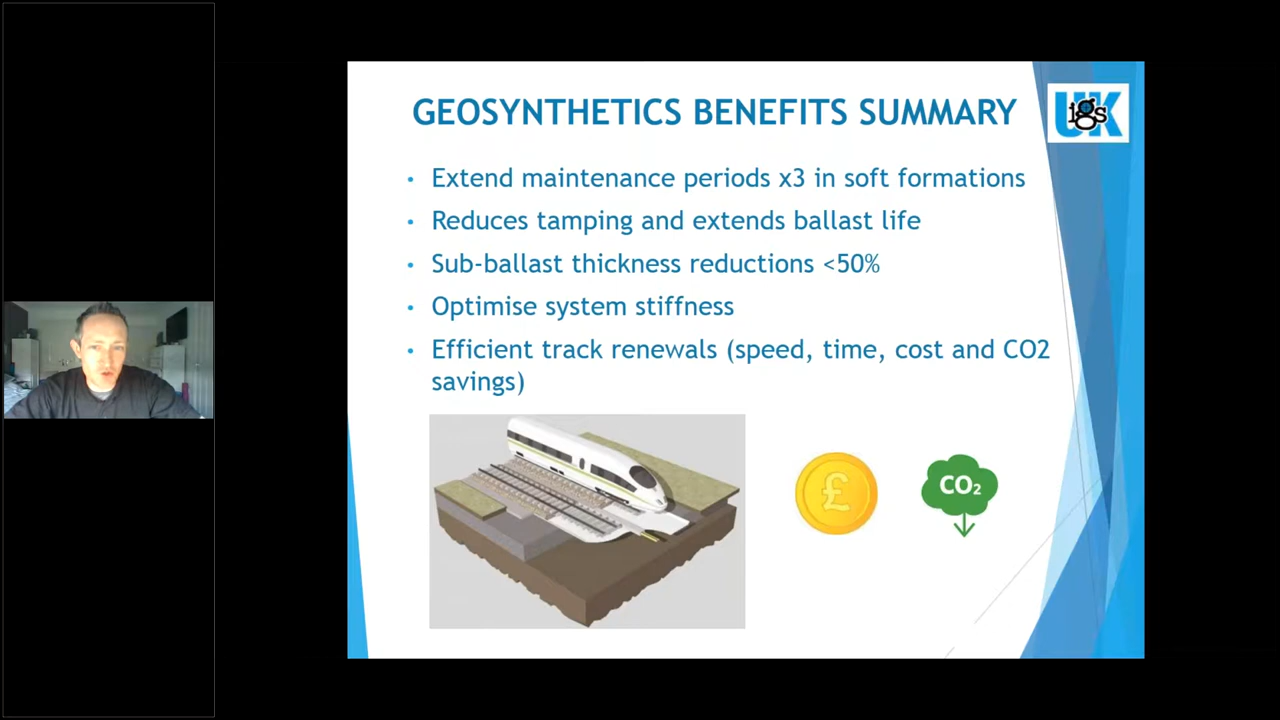 GEOSYNTHETICS BENEFITS SUMMARY
UK
igs
• Extend maintenance periods x3 in soft formations
• Reduces tamping and extends ballast life
• Sub-ballast thickness reductions <50%
• Optimise system stiffness
• Efficient track renewals (speed, time, cost and CO2
savings)
£
CO₂